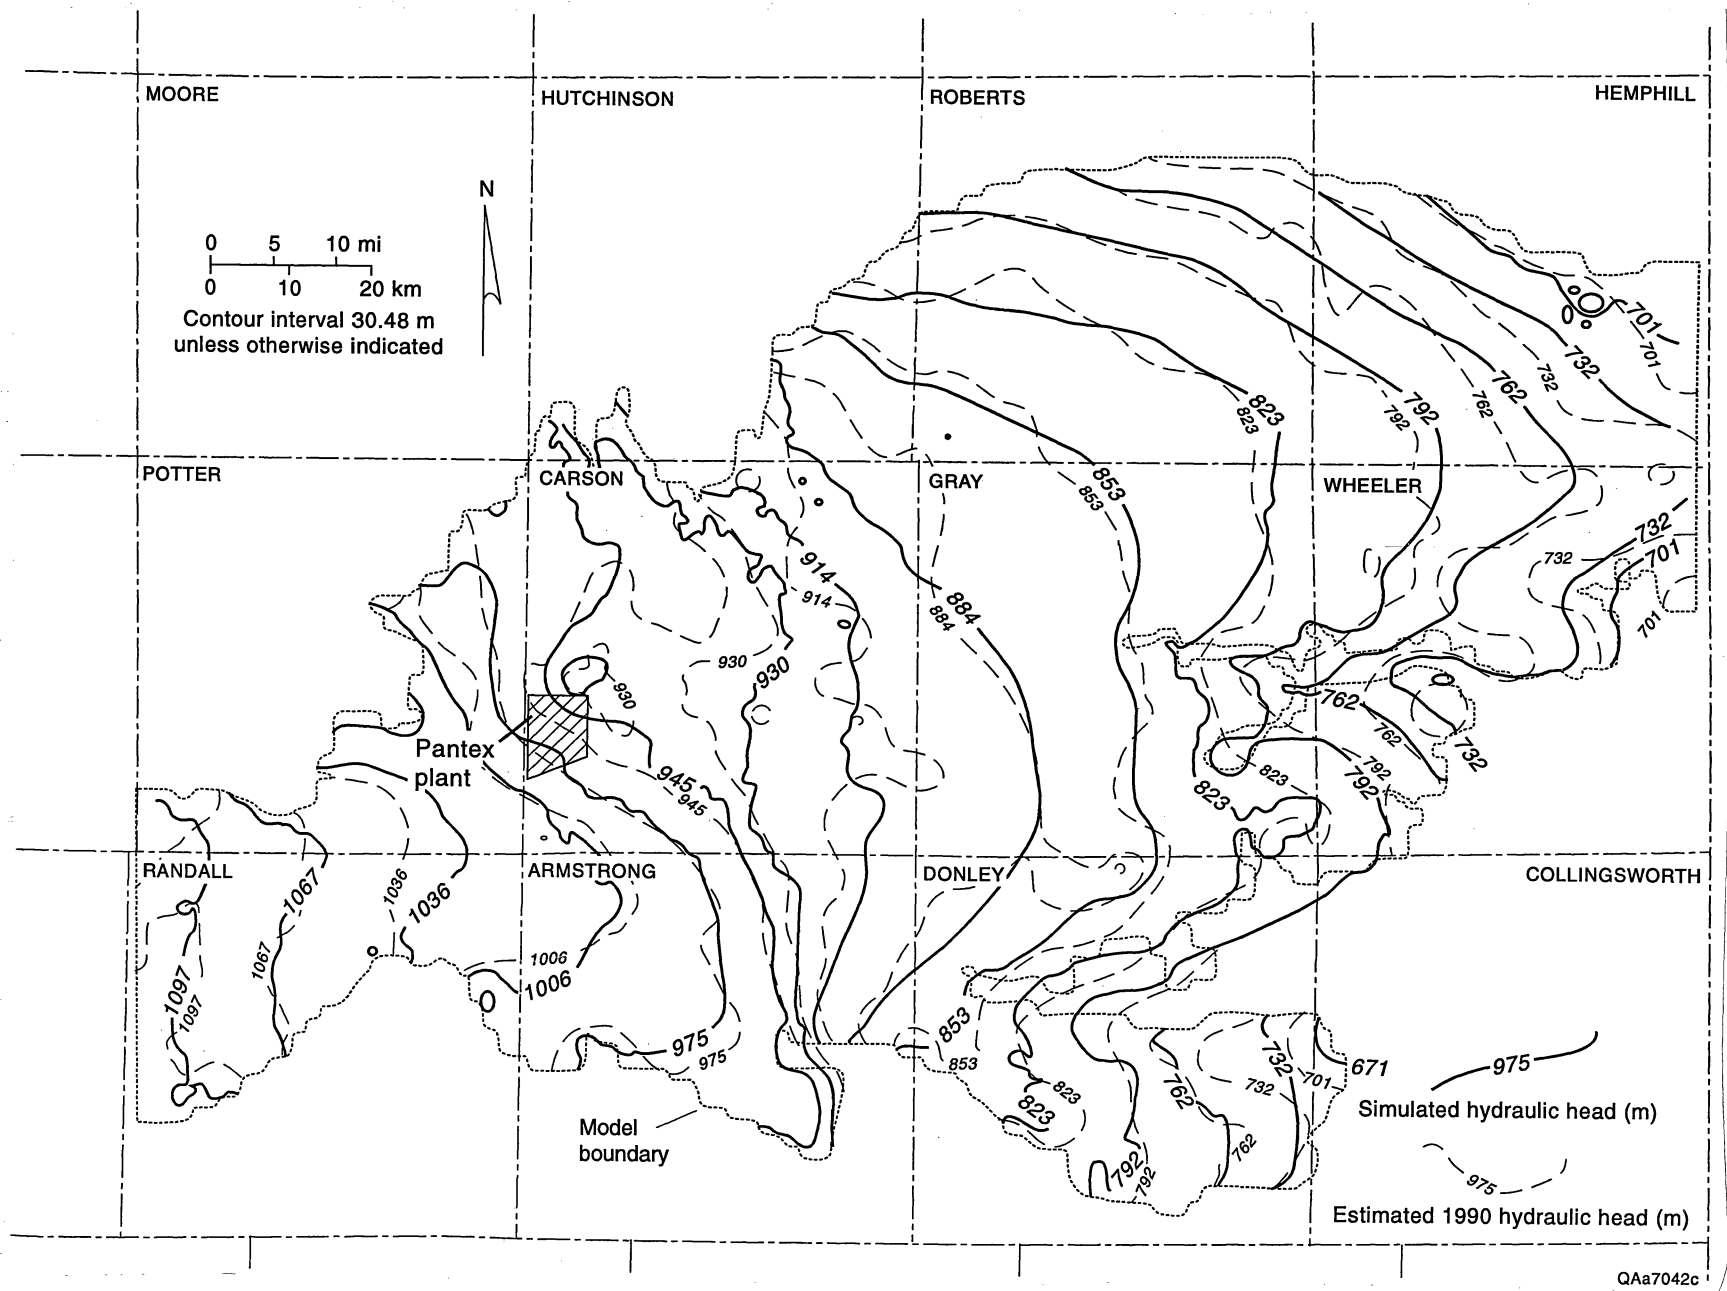 MOORE
HUTCHINSON
ROBERTS
HEMPHILL
N
0 5 10 mi
0 10 20 km
Contour interval 30.48 m
unless otherwise indicated
701
701
732
732
762
762
792
792
823
823
POTTER
CARSON
GRAY
WHEELER
853
853
732
732
701
701
914
914
884
884
930
930
930
762
762
732
Pantex
plant
945
945
823
792
792
823
RANDALL
ARMSTRONG
DONLEY
COLLINGSWORTH
1067
1036
1036
1067
1006
1006
1097
1097
975
975
853
853
732
732
701
671
762
762
823
823
792
792
975
Simulated hydraulic head (m)
Model
boundary
975
Estimated 1990 hydraulic head (m)
QAa7042c